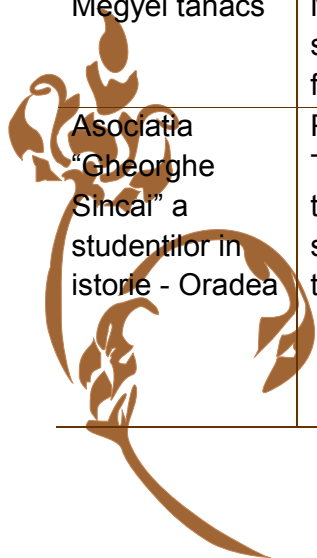 Megyei tanács
Asociatia
“Gheorghe
Sincai” a
studentilor in
istorie - Oradea